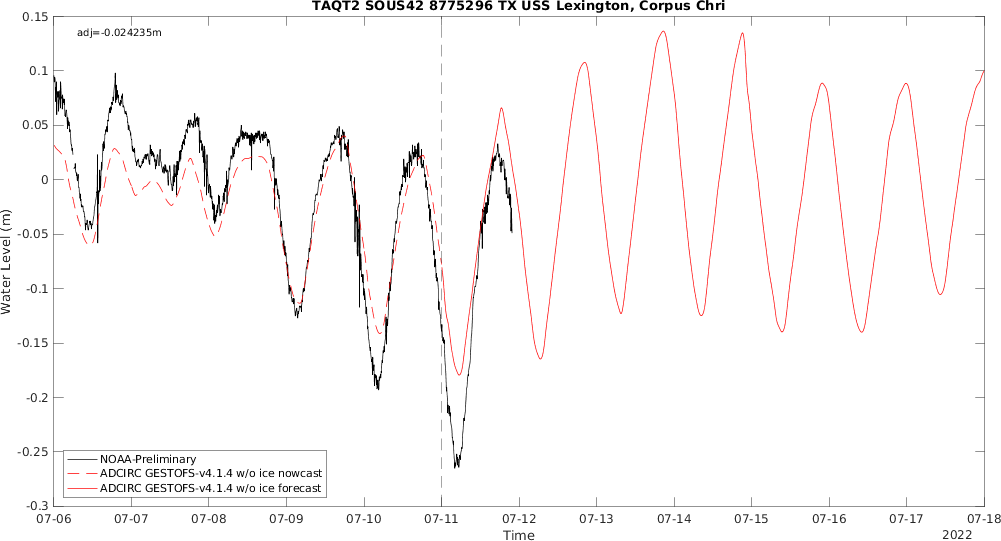 TAQT2 SOUS42 8775296 TX USS Lexington, Corpus Chri
adj=-0.024235m
0.15
0.1
0.05
0
-0.05
-0.1
-0.15
-0.2
-0.25
-0.3
Water Level (m)
NOAA-Preliminary
ADCIRC GESTOFS-v4.1.4 w/o ice nowcast
ADCIRC GESTOFS-v4.1.4 w/o ice forecast
07-06 07-07 07-08 07-09 07-10 07-11 07-12 07-13 07-14 07-15 07-16 07-17 07-18
Time
2022